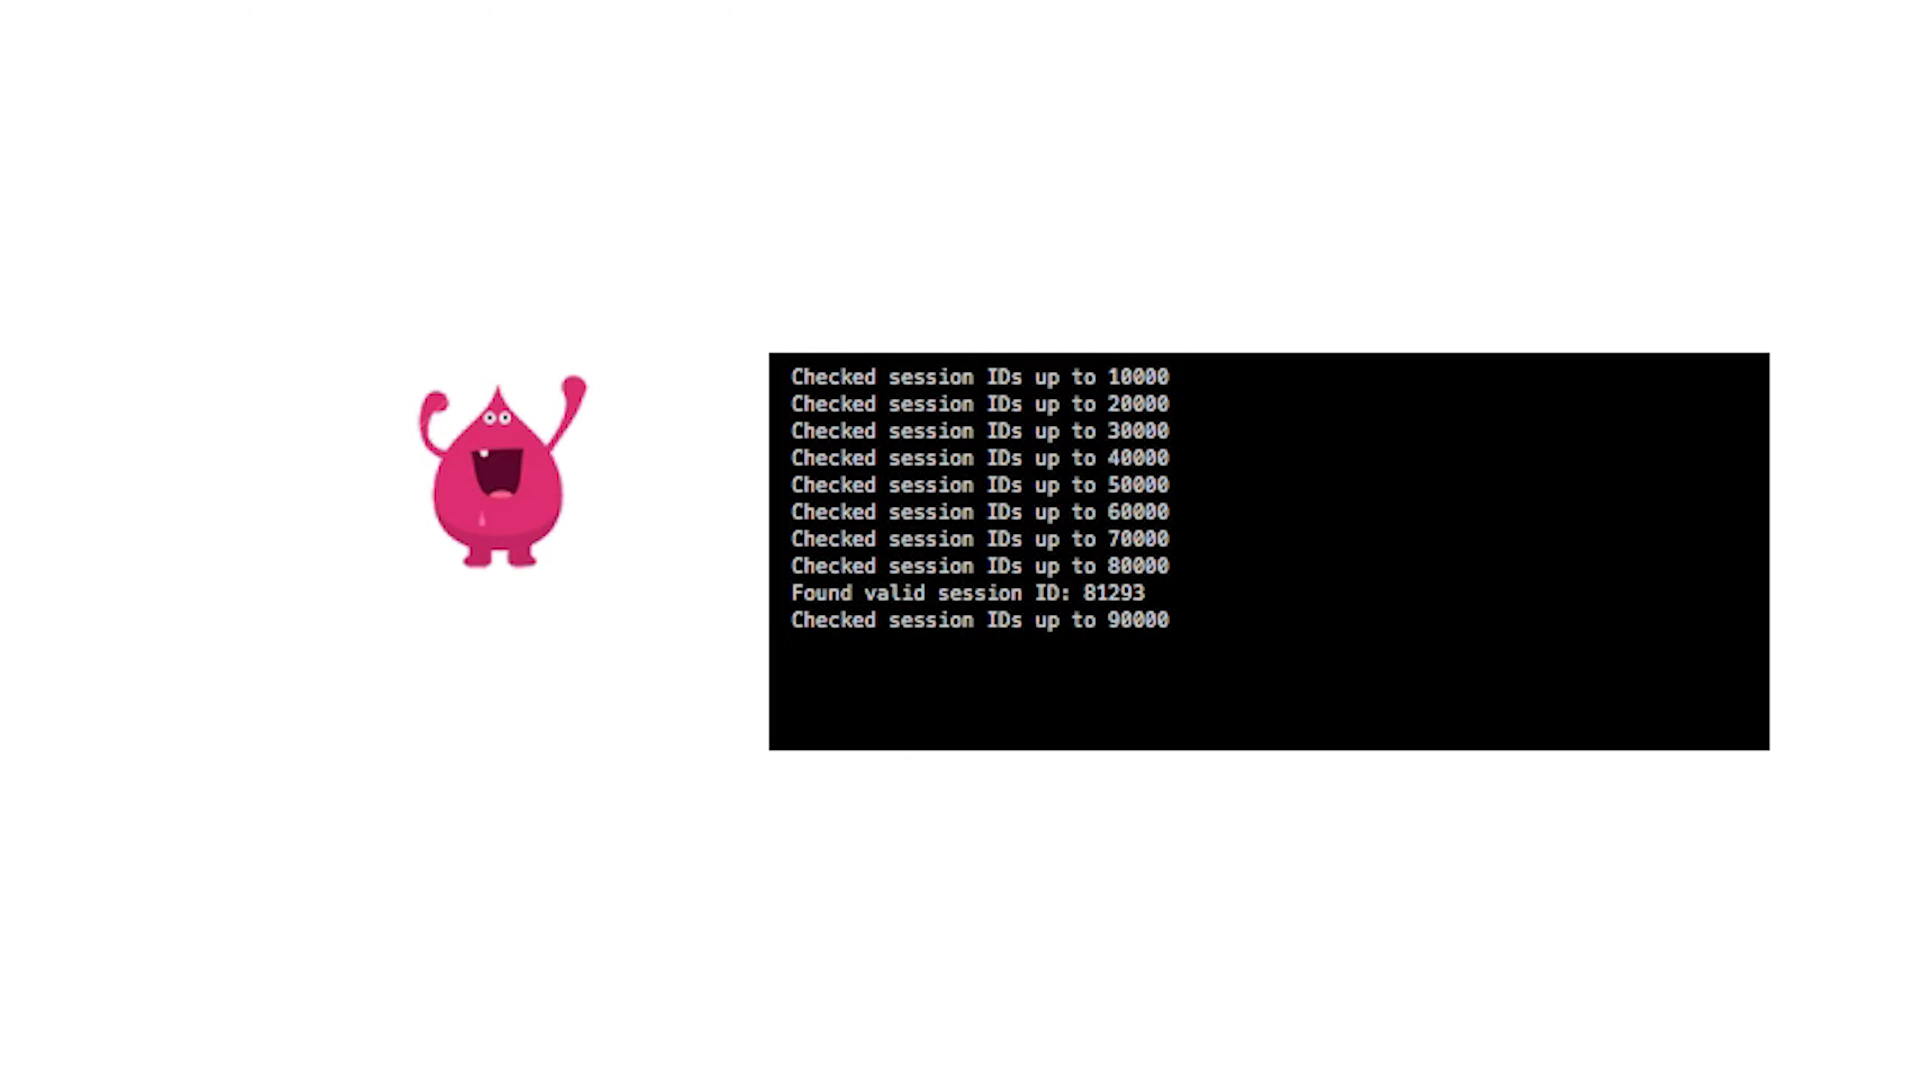 Checked session IDs up to 10000
Checked session IDs up to 20000
Checked session IDs up to 30000
Checked session IDs up to 40000
Checked session IDs up to 50000
Checked session IDs up to 60000
Checked session IDs up to 70000
Checked session IDs up to 80000
Found valid session ID: 81293
Checked session IDs up to 90000